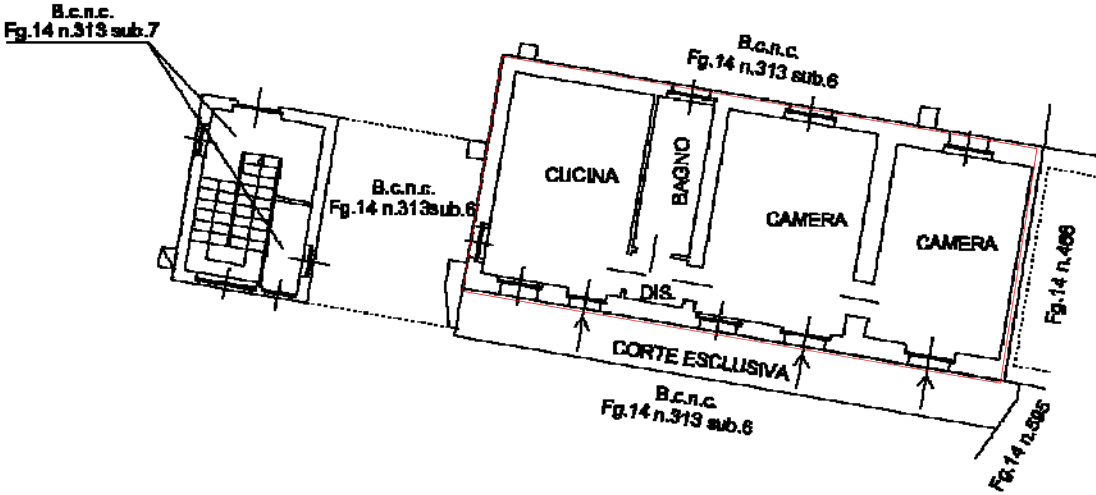 B.c.n.c.
Fg.14 n.313 sub.7
B.c.n.c.
Fg.14 n.313 sub.6
CUCINA
BAGNO
CAMERA
CAMERA
B.c.n.c.
Fg.14 n.313sub.6
DIS.
CORTE ESCLUSIVA
B.c.n.c.
Fg.14 n.313 sub.6
Fg.14 n.466
Fg.14 n.595